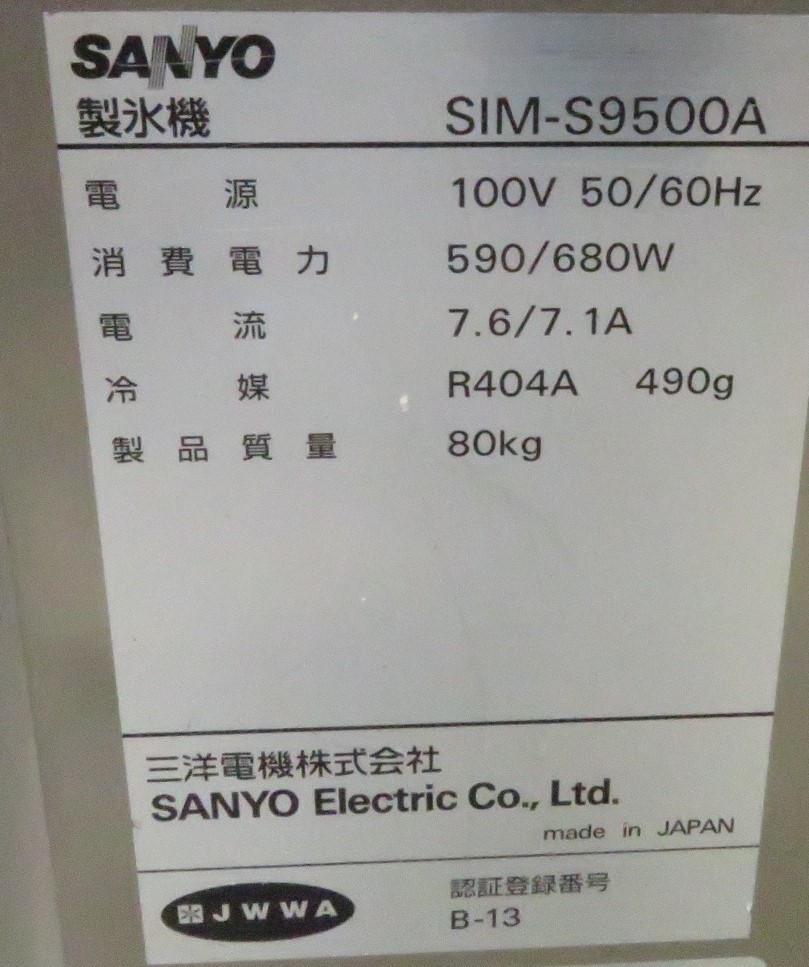 SANYO
製氷機 SIM-S9500A
電源 100V 50/60Hz
消費電力 590/680W
電流 7.6/7.1A
冷媒 R404A 490g
製品質量 80kg
三洋電機株式会社
SANYO Electric Co., Ltd.
made in JAPAN
JWWA
認証登録番号
B-13